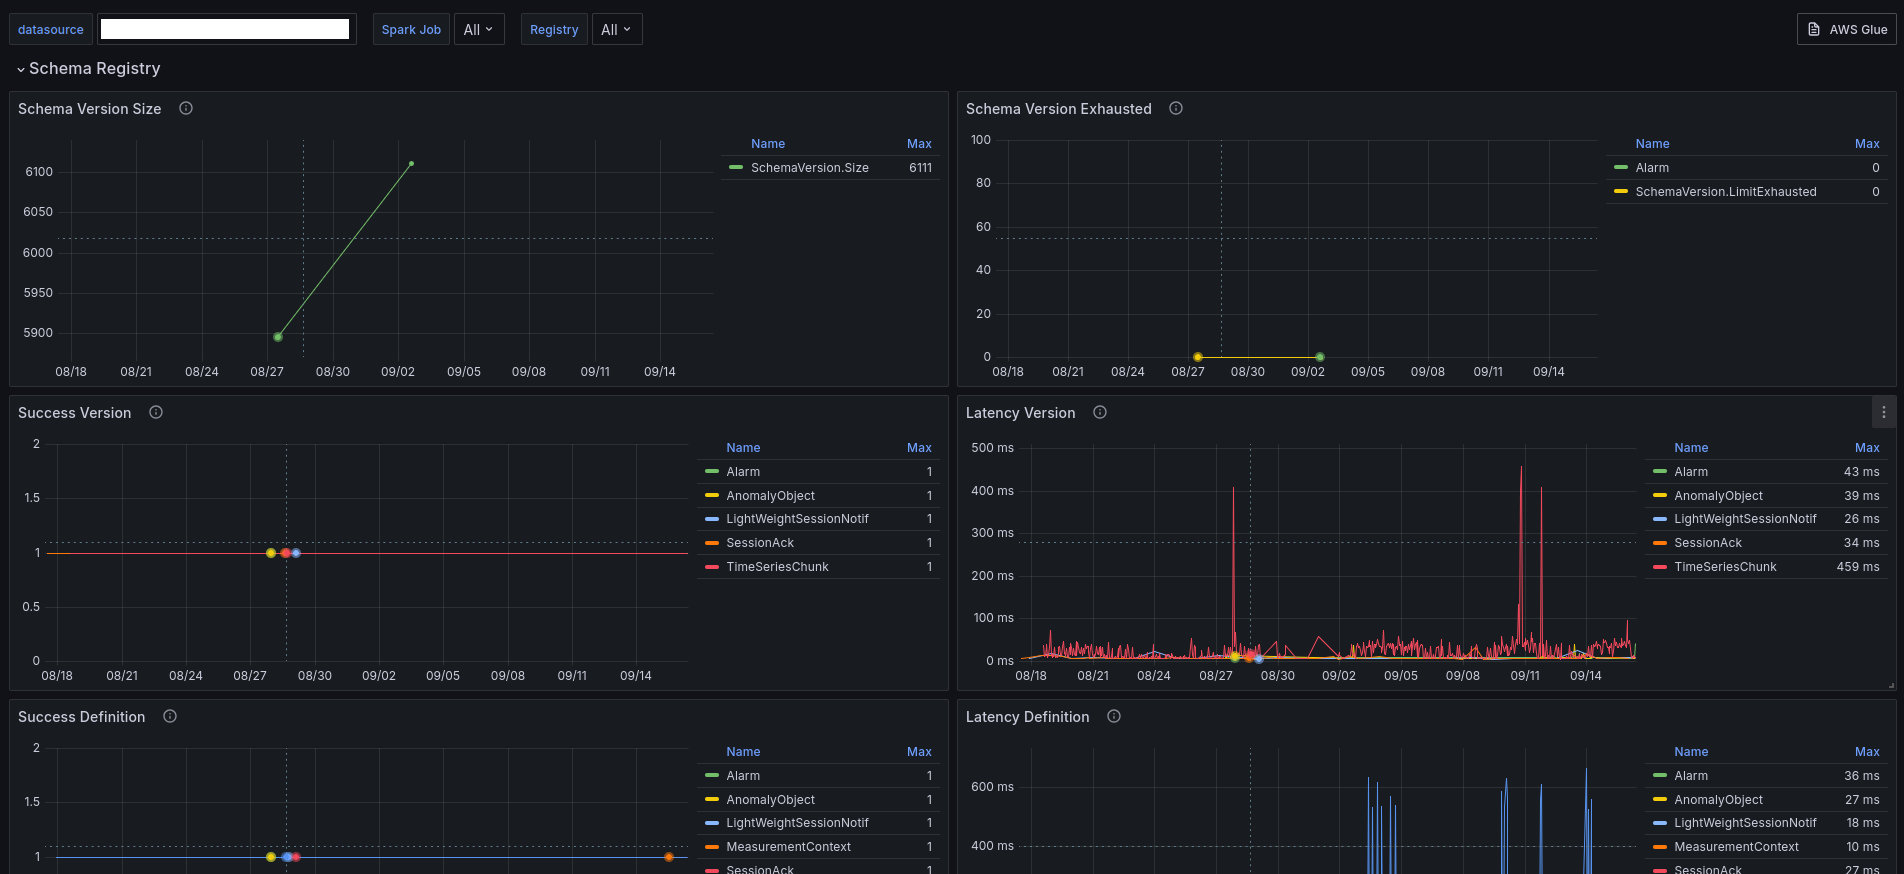 datasource Spark Job All Registry All AWS Glue
Schema Registry
Schema Version Size
Name Max
SchemaVersion.Size 6111
6100
6050
6000
5950
5900
08/18 08/21 08/24 08/27 08/30 09/02 09/05 09/08 09/11 09/14
Schema Version Exhausted
Name Max
Alarm 0
SchemaVersion.LimitExhausted 0
100
80
60
40
20
0
08/18 08/21 08/24 08/27 08/30 09/02 09/05 09/08 09/11 09/14
Success Version
Name Max
Alarm 1
AnomalyObject 1
LightWeightSessionNotif 1
SessionAck 1
TimeSeriesChunk 1
2
1.5
1
0.5
0
08/18 08/21 08/24 08/27 08/30 09/02 09/05 09/08 09/11 09/14
Latency Version
Name Max
Alarm 43 ms
AnomalyObject 39 ms
LightWeightSessionNotif 26 ms
SessionAck 34 ms
TimeSeriesChunk 459 ms
500 ms
400 ms
300 ms
200 ms
100 ms
0 ms
08/18 08/21 08/24 08/27 08/30 09/02 09/05 09/08 09/11 09/14
Success Definition
Name Max
Alarm 1
AnomalyObject 1
LightWeightSessionNotif 1
MeasurementContext 1
SessionAck 1
2
1.5
1
Latency Definition
Name Max
Alarm 36 ms
AnomalyObject 27 ms
LightWeightSessionNotif 18 ms
MeasurementContext 10 ms
SessionAck 27 ms
600 ms
400 ms